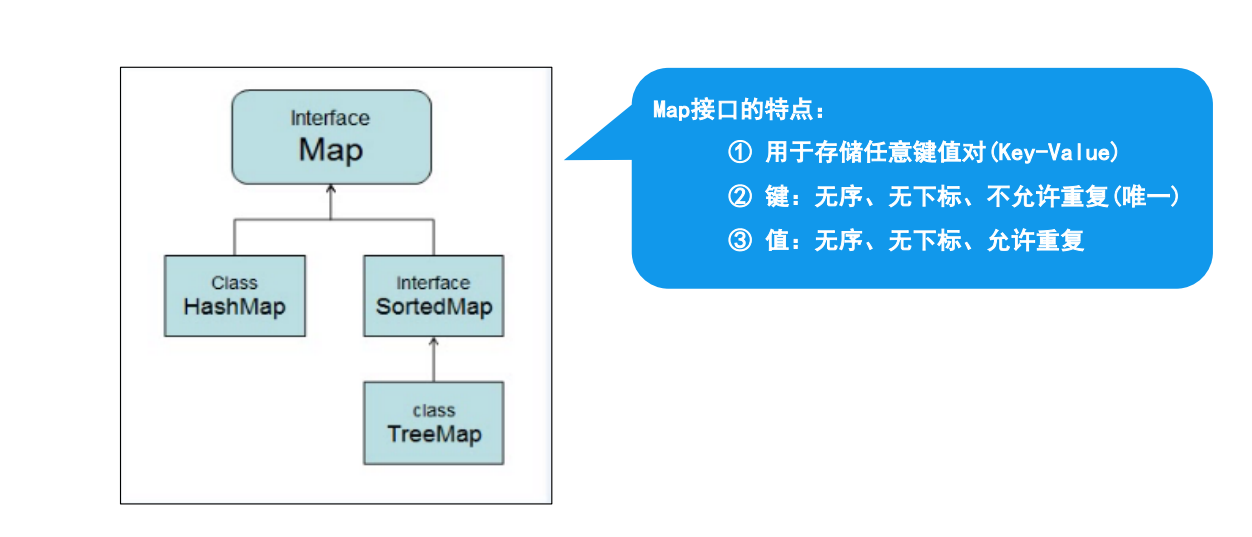 Interface
Map
Class
HashMap
Interface
SortedMap
class
TreeMap
Map接口的特点：
① 用于存储任意键值对(Key-Value)
② 键：无序、无下标、不允许重复(唯一)
③ 值：无序、无下标、允许重复